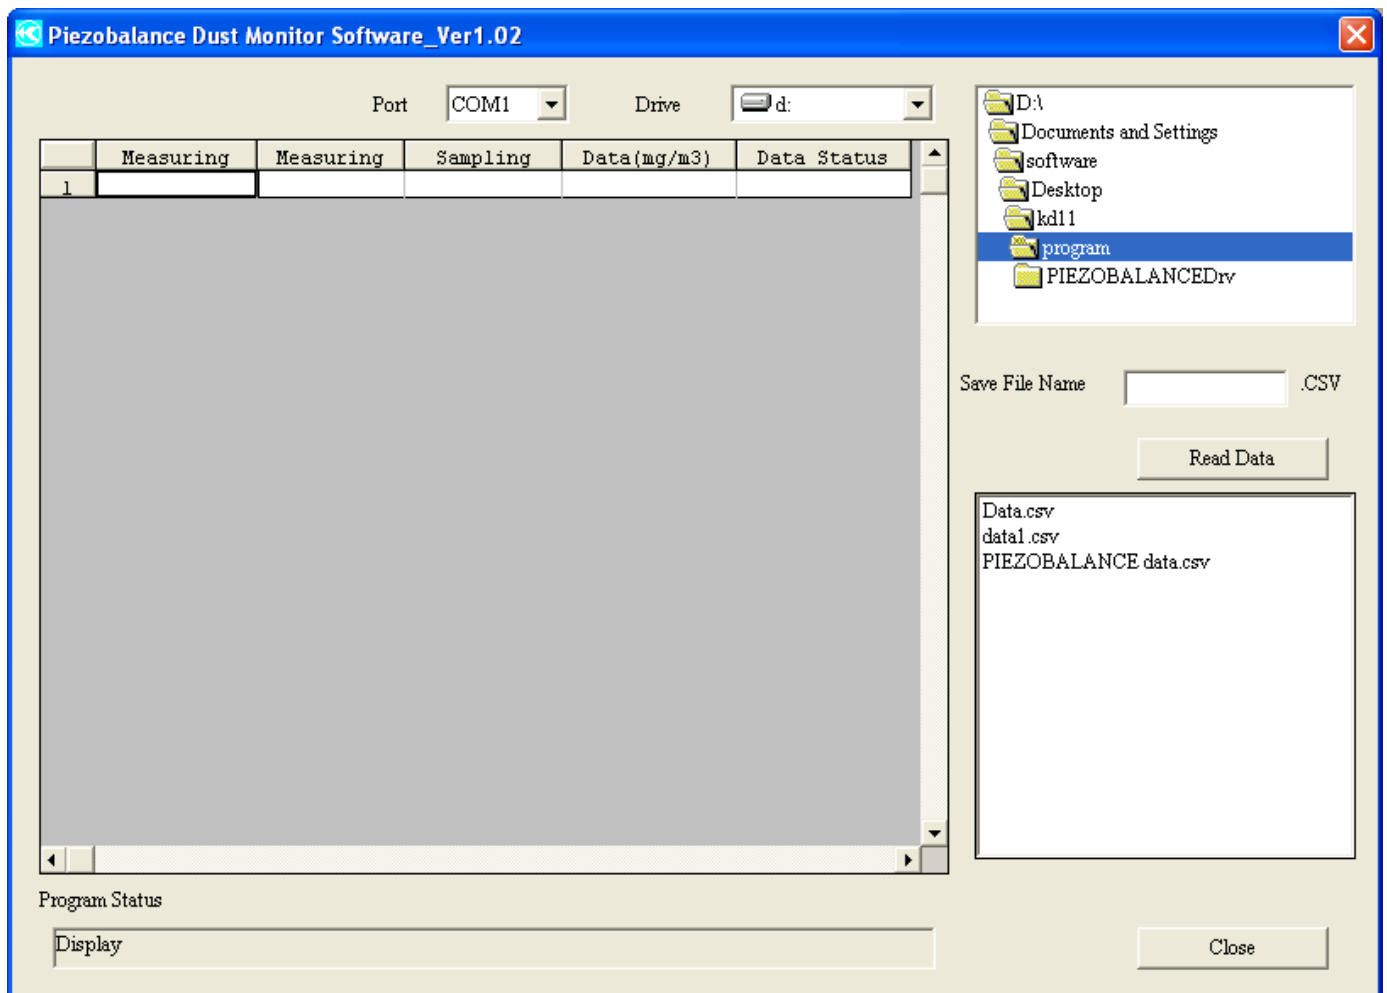 Piezobalance Dust Monitor Software_Ver1.02
Port COM1 Drive d:
Measuring Measuring Sampling Data(mg/m3) Data Status
1
D:\
Documents and Settings
software
Desktop
kd11
program
PIEZOBALANCEDrv
Save File Name .CSV
Read Data
Data.csv
data1.csv
PIEZOBALANCE data.csv
Program Status
Display
Close